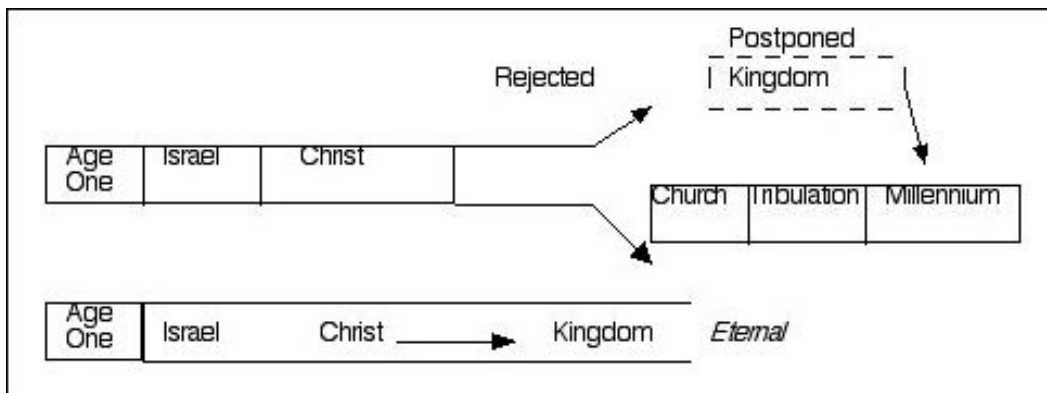 Postponed
Rejected
Kingdom
Age
One
Israel
Christ
Church
Tribulation
Millennium
Age
One
Israel
Christ
Kingdom
Eternal